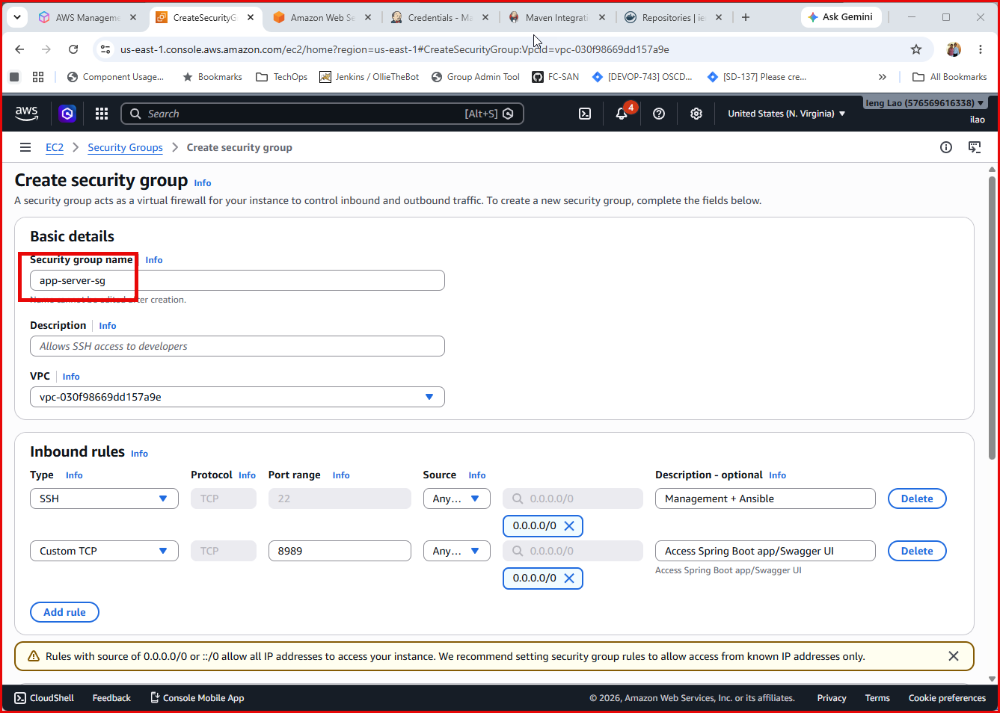 AWS Manageme
CreateSecurityG
Amazon Web Se
Credentials - Ma
Maven Integrati
Repositories | ie
Ask Gemini
us-east-1.console.aws.amazon.com/ec2/home?region=us-east-1#CreateSecurityGroup:VpcId=vpc-030f98669dd157a9e
Component Usage...
Bookmarks
TechOps
Jenkins / OllieTheBot
Group Admin Tool
FC-SAN
[DEVOP-743] OSCD...
[SD-137] Please cre...
All Bookmarks
aws
Search
[Alt+S]
4
United States (N. Virginia)
Ieng Lao (576569616338)
ilao
EC2
Security Groups
Create security group
Create security group Info
A security group acts as a virtual firewall for your instance to control inbound and outbound traffic. To create a new security group, complete the fields below.
Basic details
Security group name Info
app-server-sg
Name cannot be edited after creation.
Description Info
Allows SSH access to developers
VPC Info
vpc-030f98669dd157a9e
Inbound rules Info
Type Info Protocol Info Port range Info Source Info Description - optional Info
SSH TCP 22 Any... 0.0.0.0/0 Management + Ansible Delete
0.0.0.0/0
Custom TCP TCP 8989 Any... 0.0.0.0/0 Access Spring Boot app/Swagger UI Delete
Access Spring Boot app/Swagger UI
0.0.0.0/0
Add rule
Rules with source of 0.0.0.0/0 or ::/0 allow all IP addresses to access your instance. We recommend setting security group rules to allow access from known IP addresses only.
CloudShell Feedback Console Mobile App © 2026, Amazon Web Services, Inc. or its affiliates. Privacy Terms Cookie preferences